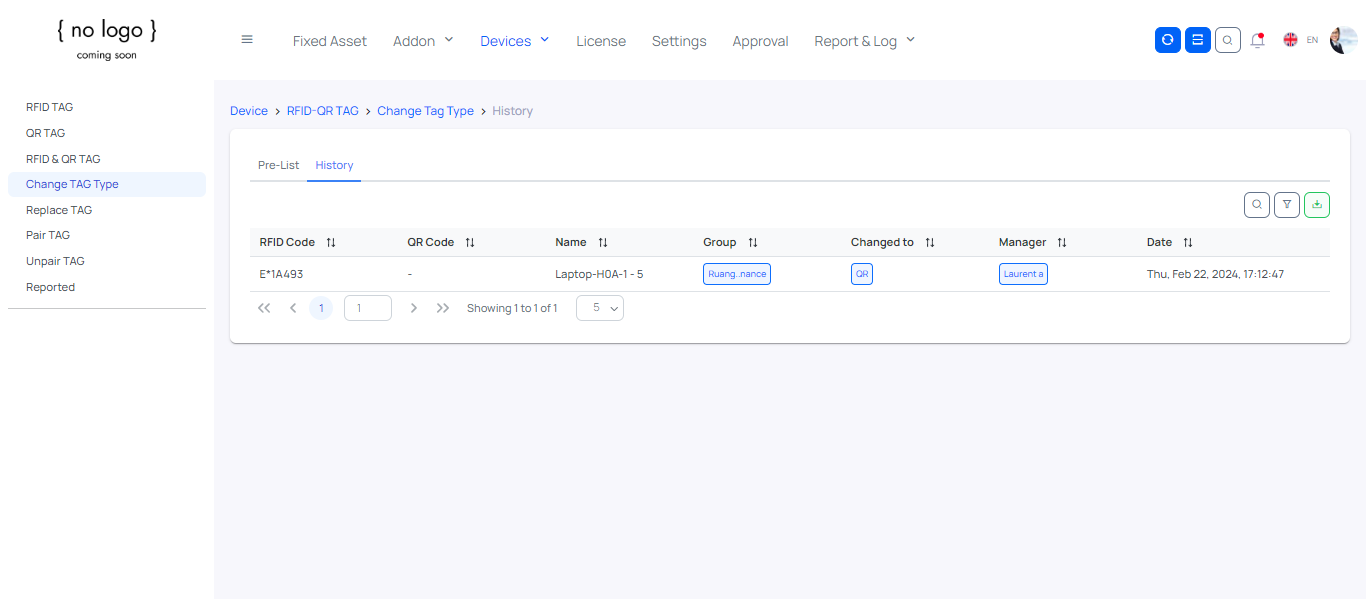 { no logo }
coming soon
Fixed Asset Addon Devices License Settings Approval Report & Log EN
RFID TAG
QR TAG
RFID & QR TAG
Change TAG Type
Replace TAG
Pair TAG
Unpair TAG
Reported
Device > RFID-QR TAG > Change Tag Type > History
Pre-List History
RFID Code QR Code Name Group Changed to Manager Date
E*1A493 - Laptop-H0A-1 - 5 Ruang..nance QR Laurent a Thu, Feb 22, 2024, 17:12:47
1 1 Showing 1 to 1 of 1 5